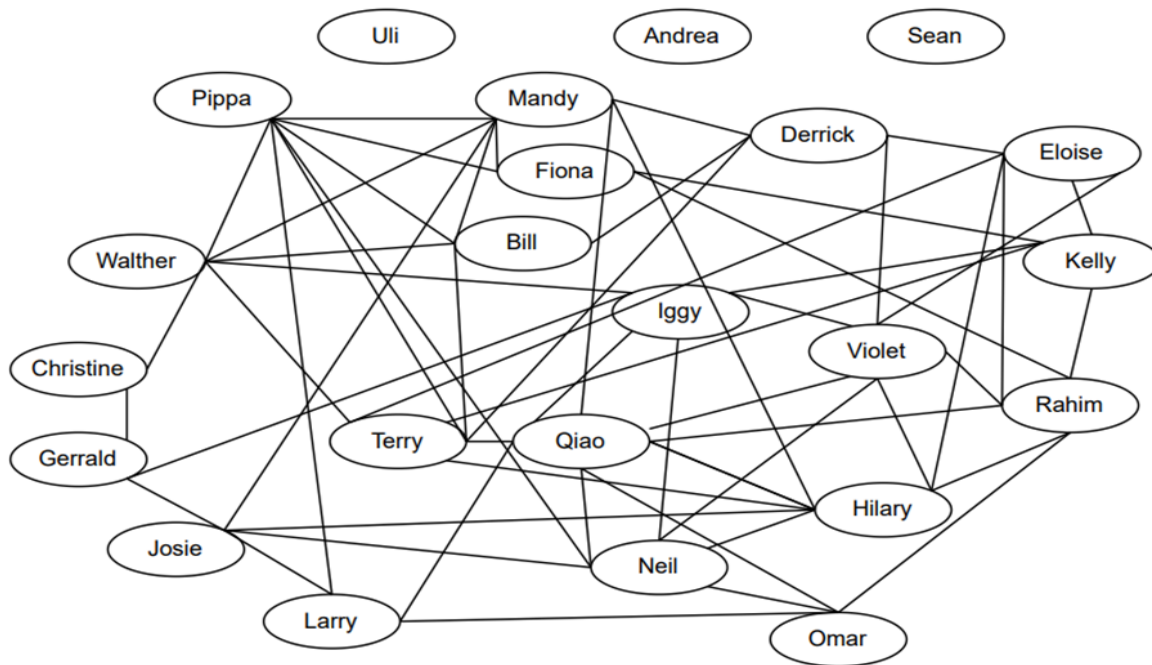 Uli
Andrea
Sean
Pippa
Mandy
Derrick
Eloise
Fiona
Bill
Walther
Kelly
Iggy
Violet
Christine
Rahim
Terry
Qiao
Gerrald
Hilary
Josie
Neil
Larry
Omar